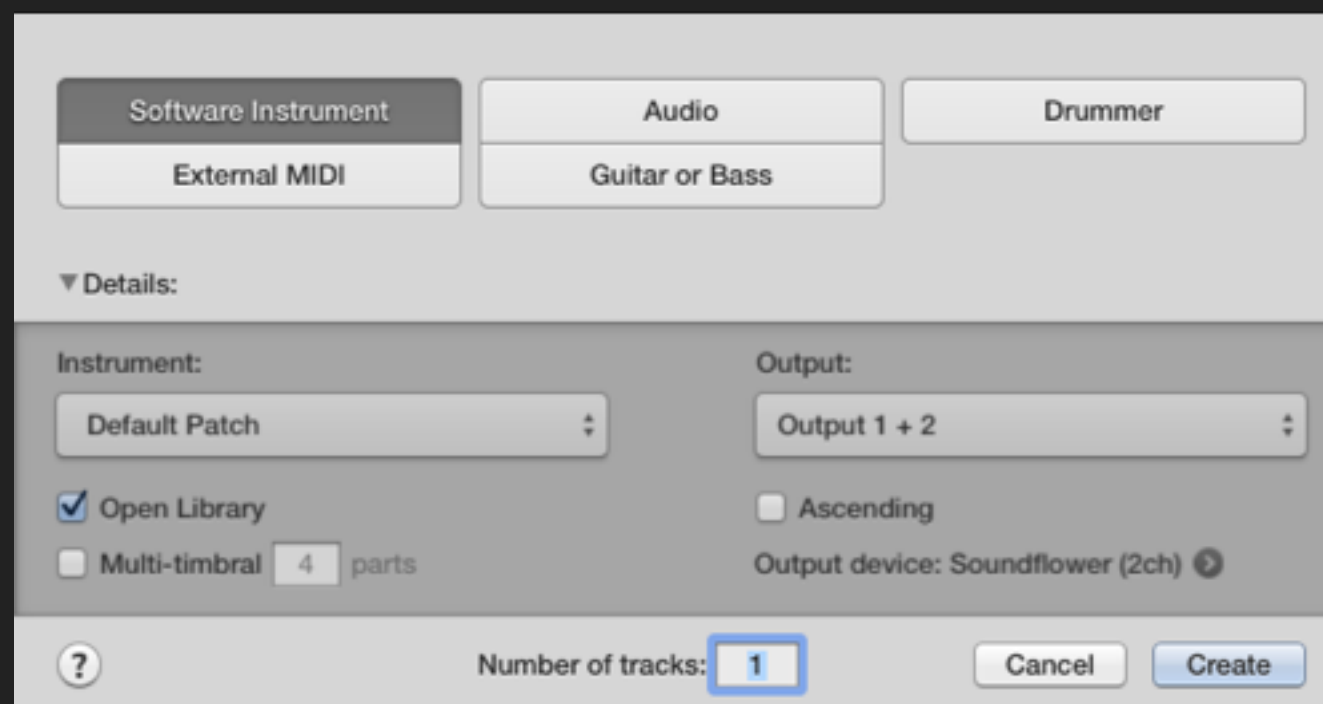 Software Instrument
Audio
Drummer
External MIDI
Guitar or Bass
Details:
Instrument:
Output:
Default Patch
Output 1 + 2
Open Library
Ascending
Multi-timbral 4 parts
Output device: Soundflower (2ch)
?
Number of tracks: 1
Cancel
Create